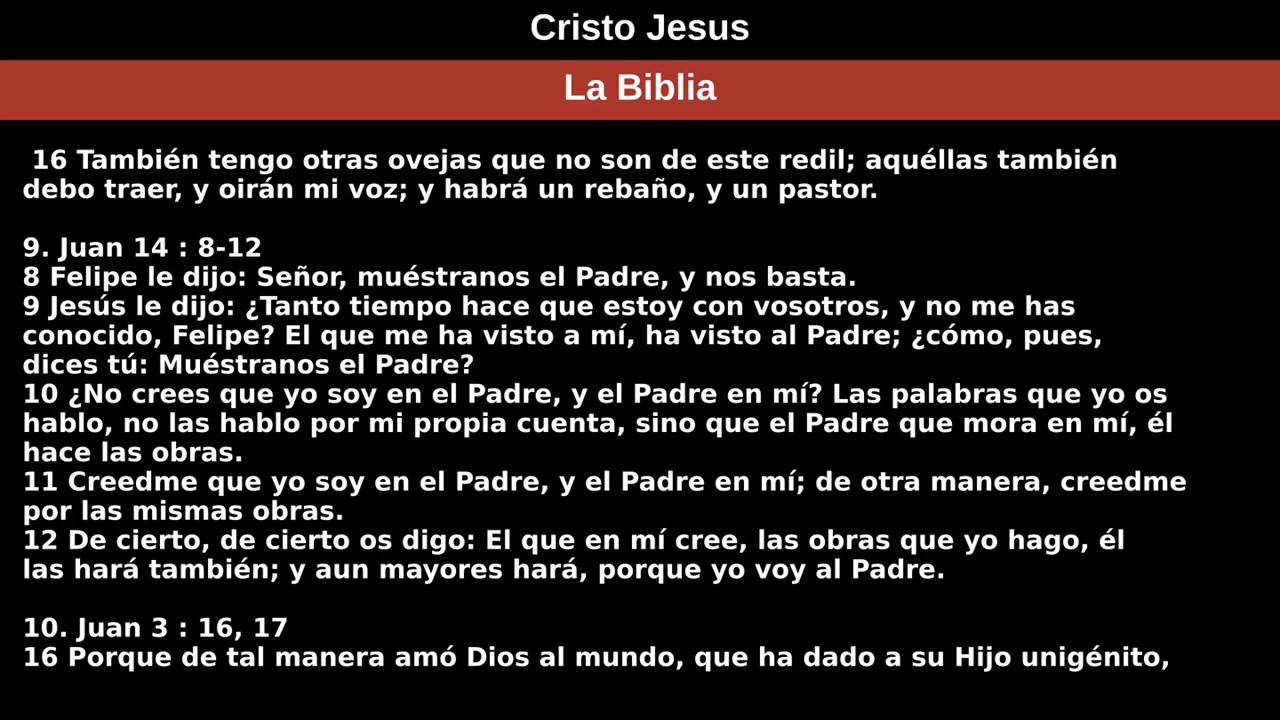 Cristo Jesus
La Biblia
16 También tengo otras ovejas que no son de este redil; aquéllas también
debo traer, y oirán mi voz; y habrá un rebaño, y un pastor.
9. Juan 14 : 8-12
8 Felipe le dijo: Señor, muéstranos el Padre, y nos basta.
9 Jesús le dijo: ¿Tanto tiempo hace que estoy con vosotros, y no me has
conocido, Felipe? El que me ha visto a mí, ha visto al Padre; ¿cómo, pues,
dices tú: Muéstranos el Padre?
10 ¿No crees que yo soy en el Padre, y el Padre en mí? Las palabras que yo os
hablo, no las hablo por mi propia cuenta, sino que el Padre que mora en mí, él
hace las obras.
11 Creedme que yo soy en el Padre, y el Padre en mí; de otra manera, creedme
por las mismas obras.
12 De cierto, de cierto os digo: El que en mí cree, las obras que yo hago, él
las hará también; y aun mayores hará, porque yo voy al Padre.
10. Juan 3 : 16, 17
16 Porque de tal manera amó Dios al mundo, que ha dado a su Hijo unigénito,